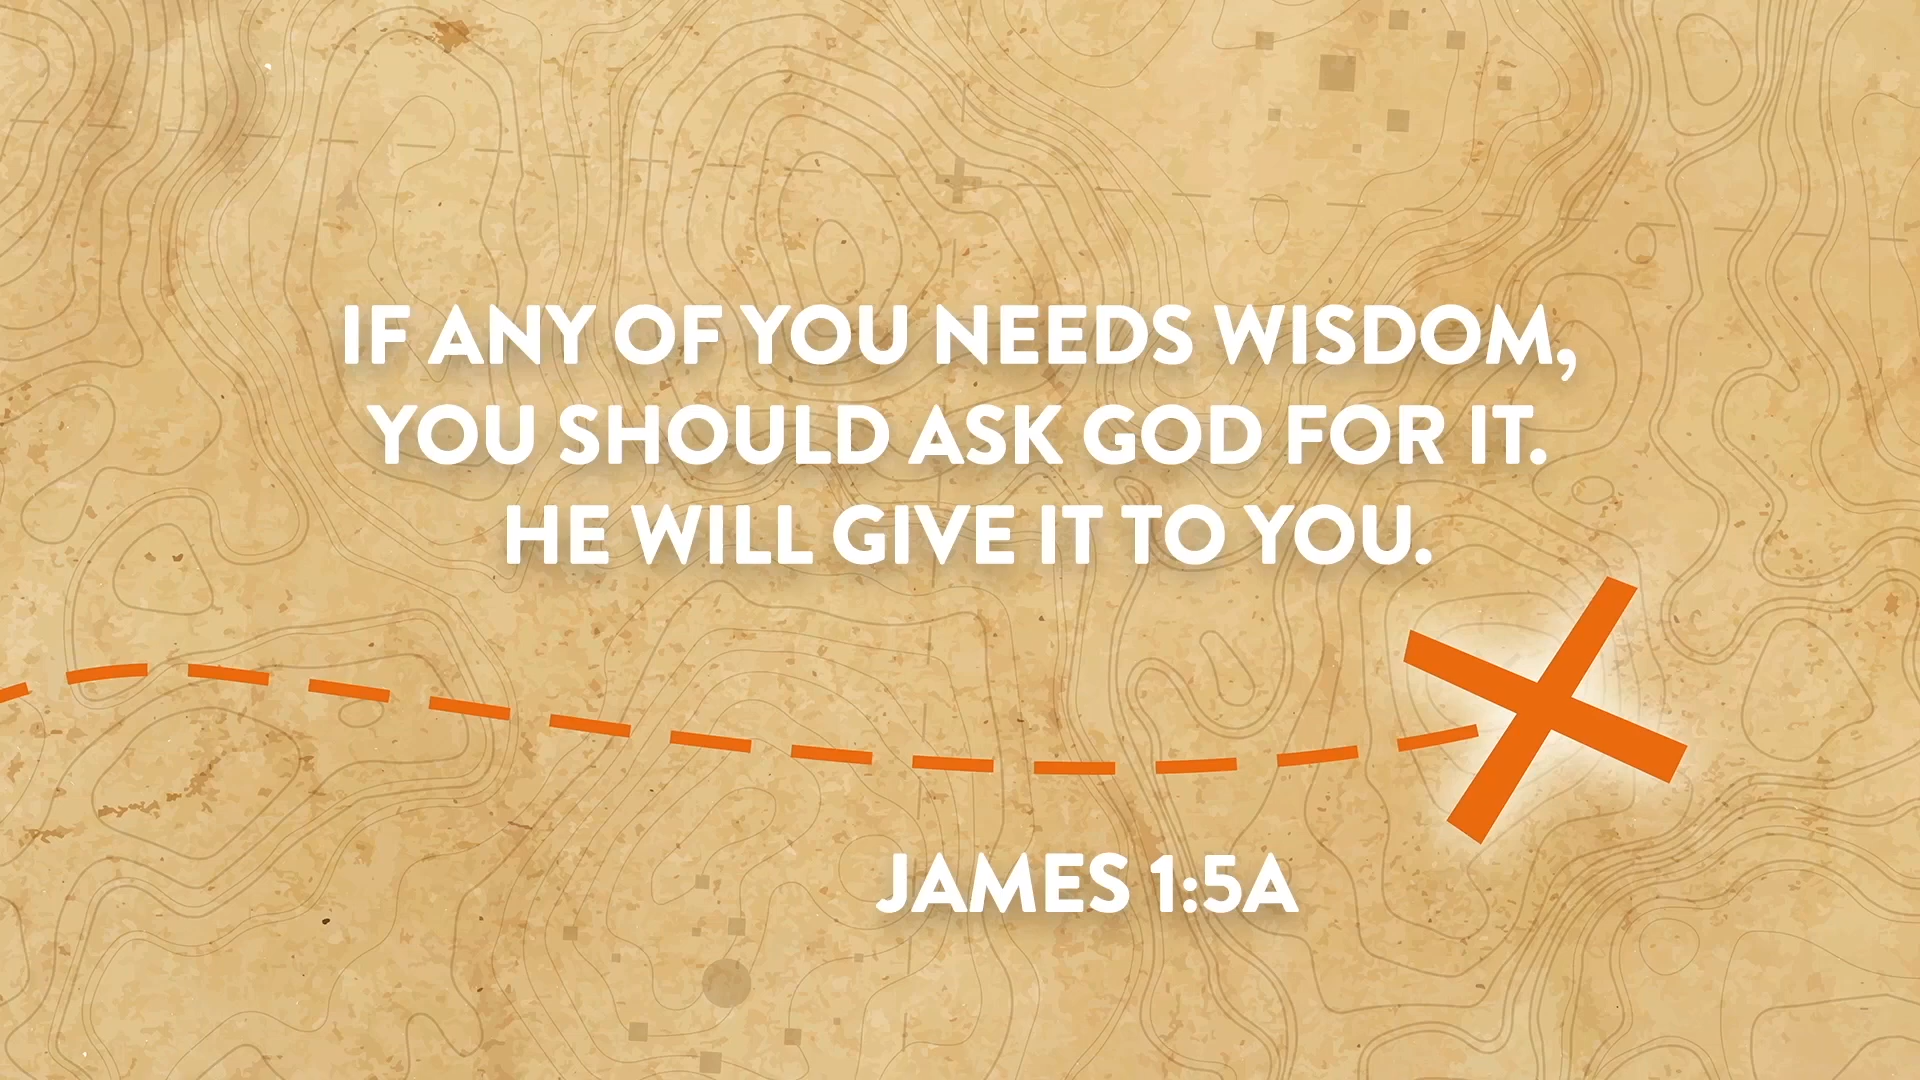 IF ANY OF YOU NEEDS WISDOM,
YOU SHOULD ASK GOD FOR IT.
HE WILL GIVE IT TO YOU.
JAMES 1:5A